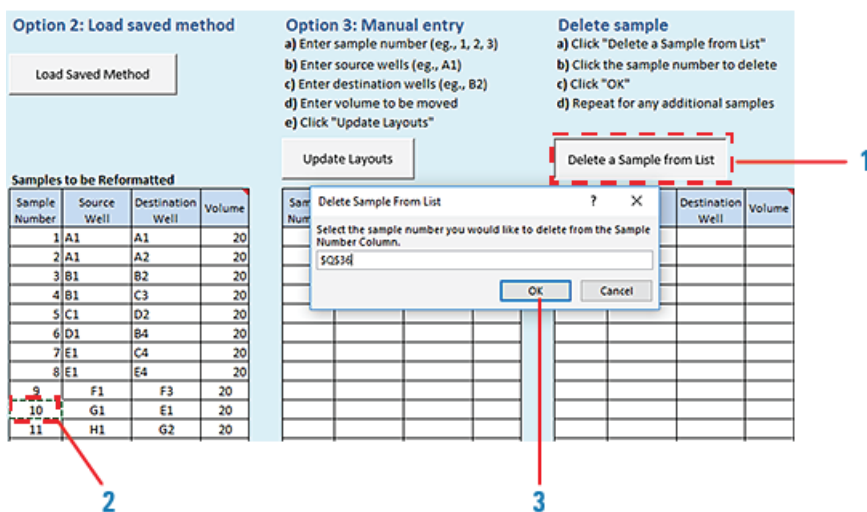 Option 2: Load saved method
Load Saved Method
Option 3: Manual entry
a) Enter sample number (eg., 1, 2, 3)
b) Enter source wells (eg., A1)
c) Enter destination wells (eg., B2)
d) Enter volume to be moved
e) Click "Update Layouts"
Update Layouts
Delete sample
a) Click "Delete a Sample from List"
b) Click the sample number to delete
c) Click "OK"
d) Repeat for any additional samples
Delete a Sample from List
1
Samples to be Reformatted
Sample Number Source Well Destination Well Volume
1 A1 A1 20
2 A1 A2 20
3 B1 B2 20
4 B1 C3 20
5 C1 D2 20
6 D1 B4 20
7 E1 C4 20
8 E1 E4 20
9 F1 F3 20
10 G1 E1 20
11 H1 G2 20
Sam
Num
Delete Sample From List ? X
Select the sample number you would like to delete from the Sample
Number Column.
$Q$36
OK Cancel
Destination Well Volume
2
3